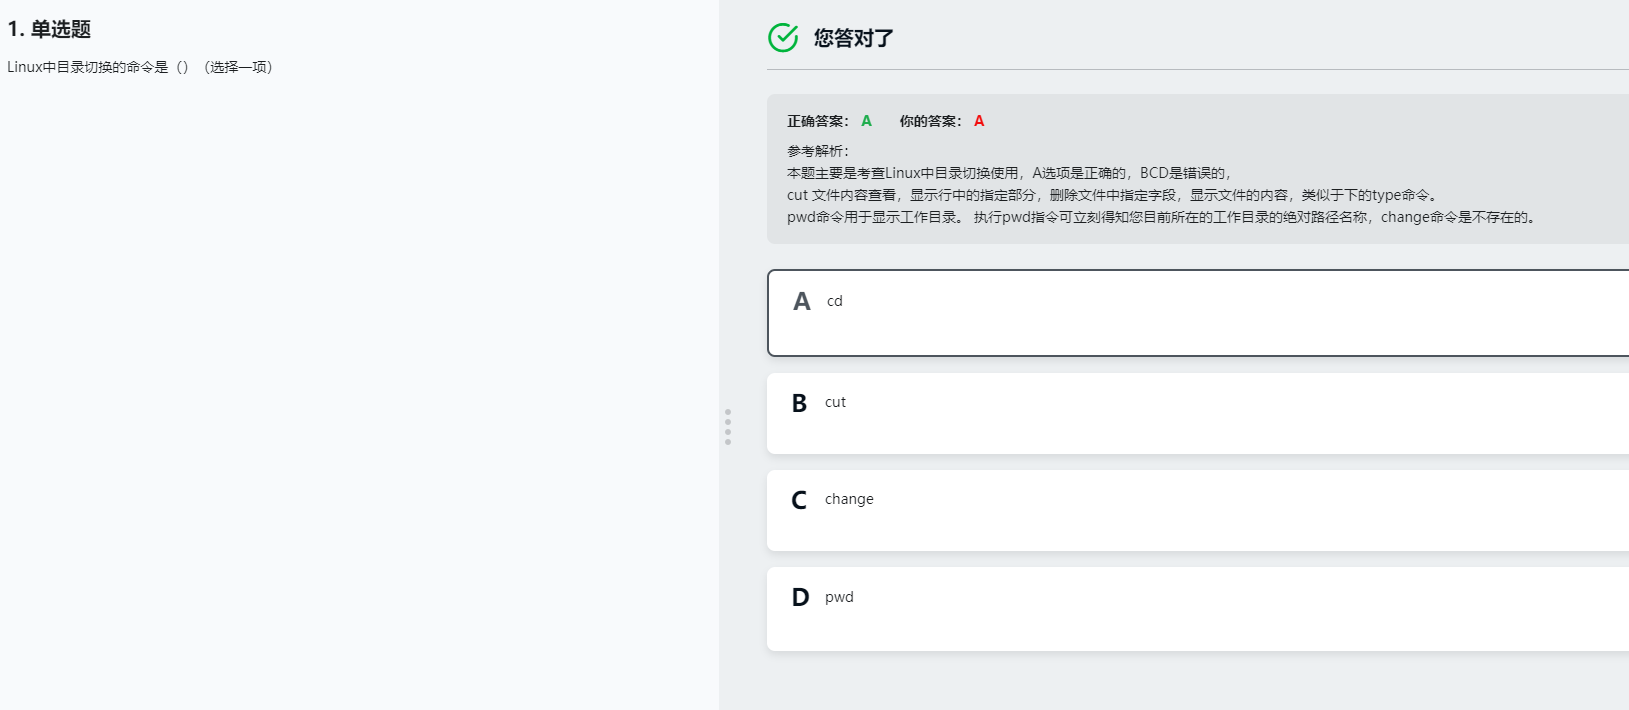 1. 单选题
Linux中目录切换的命令是（）（选择一项）
您答对了
正确答案： A 你的答案： A
参考解析：
本题主要是考查Linux中目录切换使用，A选项是正确的，BCD是错误的，
cut 文件内容查看，显示行中的指定部分，删除文件中指定字段，显示文件的内容，类似于下的type命令。
pwd命令用于显示工作目录。 执行pwd指令可立刻得知您目前所在的工作目录的绝对路径名称，change命令是不存在的。
A cd
B cut
C change
D pwd